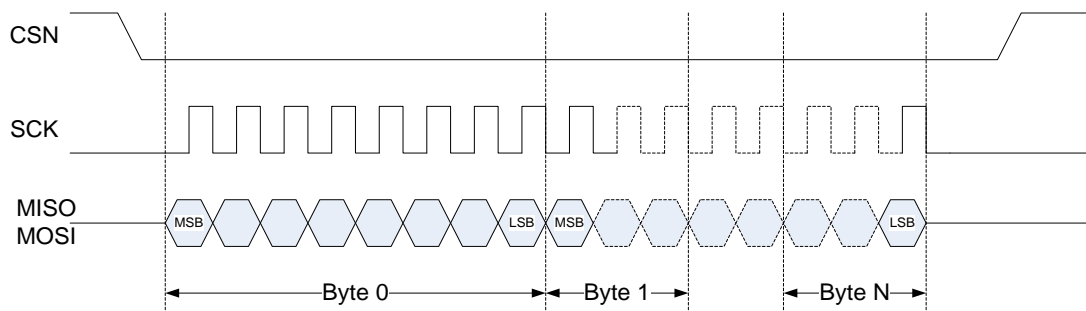 CSN
SCK
MISO
MOSI
MSB
LSB
MSB
LSB
Byte 0
Byte 1
Byte N